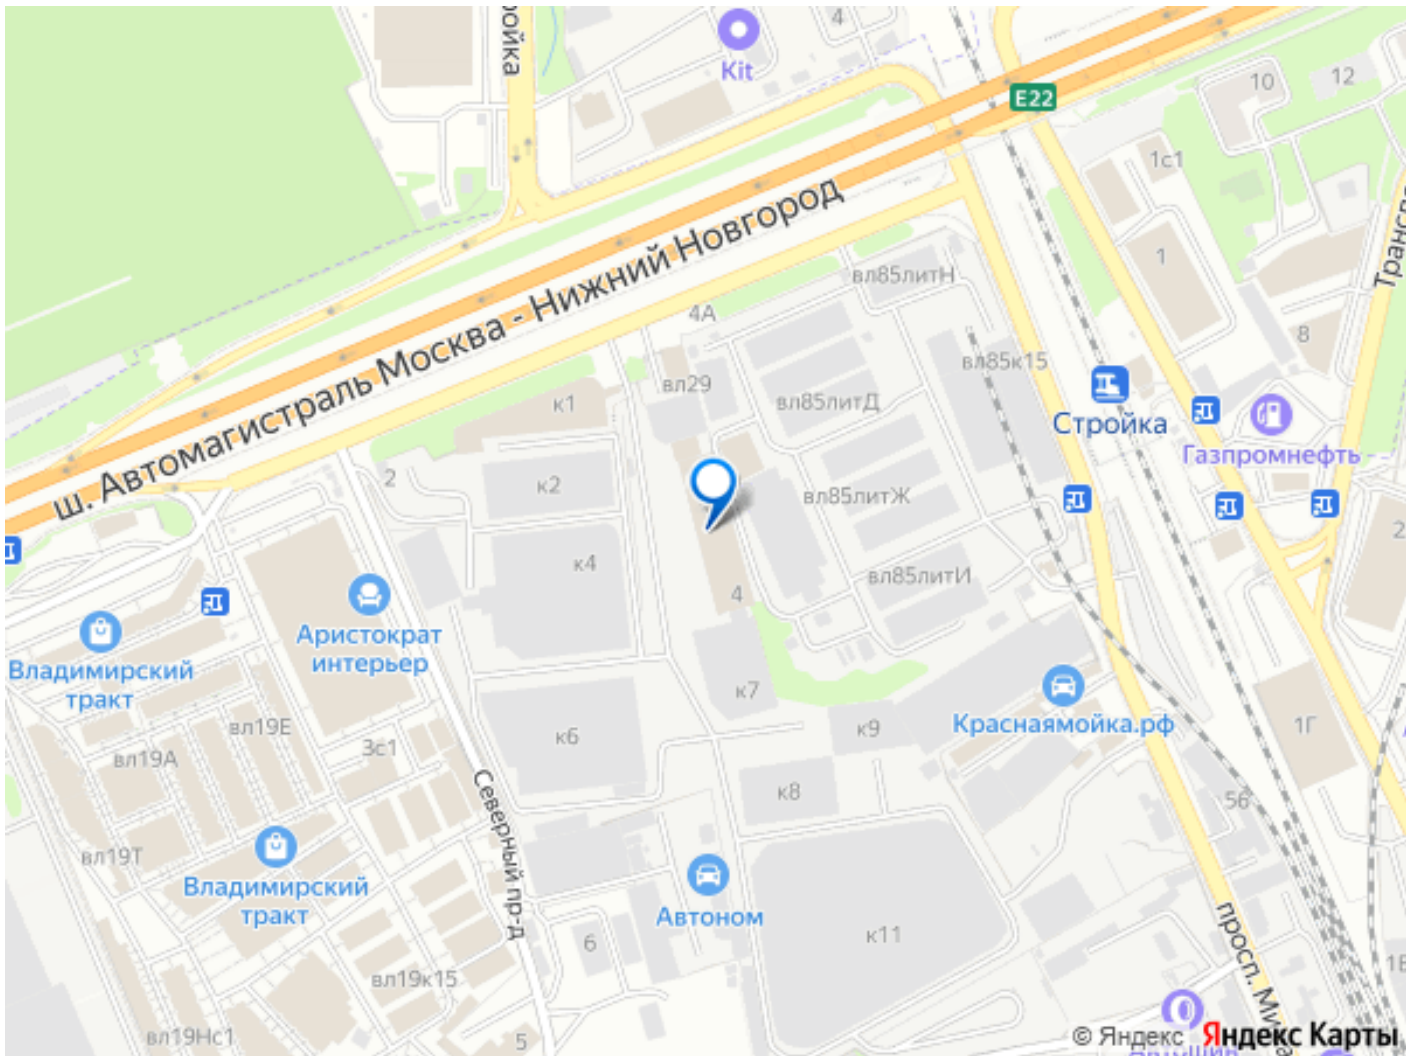 ройка
Kit
4
E22
10
12
1с1
Трансп
1
8
ш. Автомагистраль Москва - Нижний Новгород
вл85литН
4А
вл29
вл85к15
вл85литД
Стройка
Газпромнефть
к1
2
к2
вл85литЖ
к4
вл85литИ
4
2
Аристократ
интерьер
Владимирский
тракт
к7
Краснаямойка.рф
к9
1Г
вл19Е
вл19А
3с1
к6
Северный пр-д
к8
56
вл19Т
Владимирский
тракт
Автоном
к11
6
просп. Ми
вл19к15
вл19Нс1
5
© Яндекс Яндекс Карты